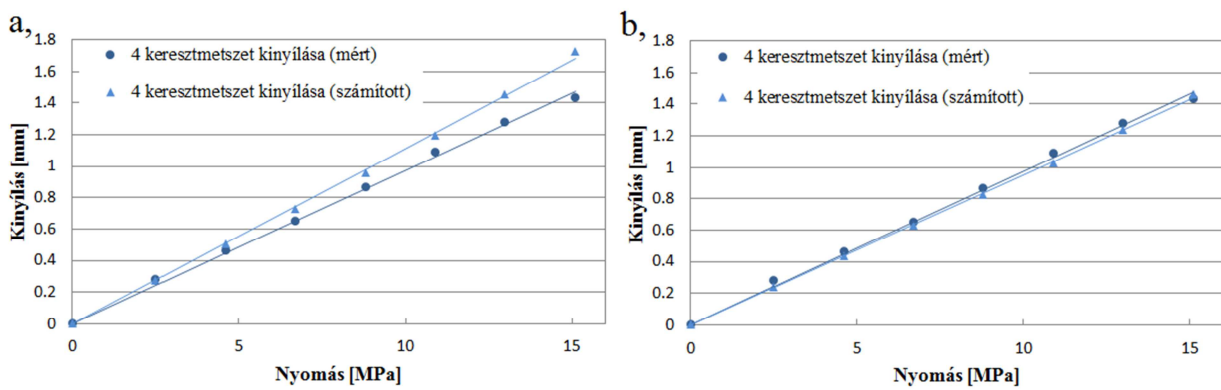 a,
1.8
1.6
1.4
1.2
1
0.8
0.6
0.4
0.2
0
4 keresztmetszet kinyílása (mért)
4 keresztmetszet kinyílása (számított)
Kinyílás [mm]
0
5
10
15
Nyomás [MPa]
b,
1.8
1.6
1.4
1.2
1
0.8
0.6
0.4
0.2
0
4 keresztmetszet kinyílása (mért)
4 keresztmetszet kinyílása (számított)
Kinyílás [mm]
0
5
10
15
Nyomás [MPa]